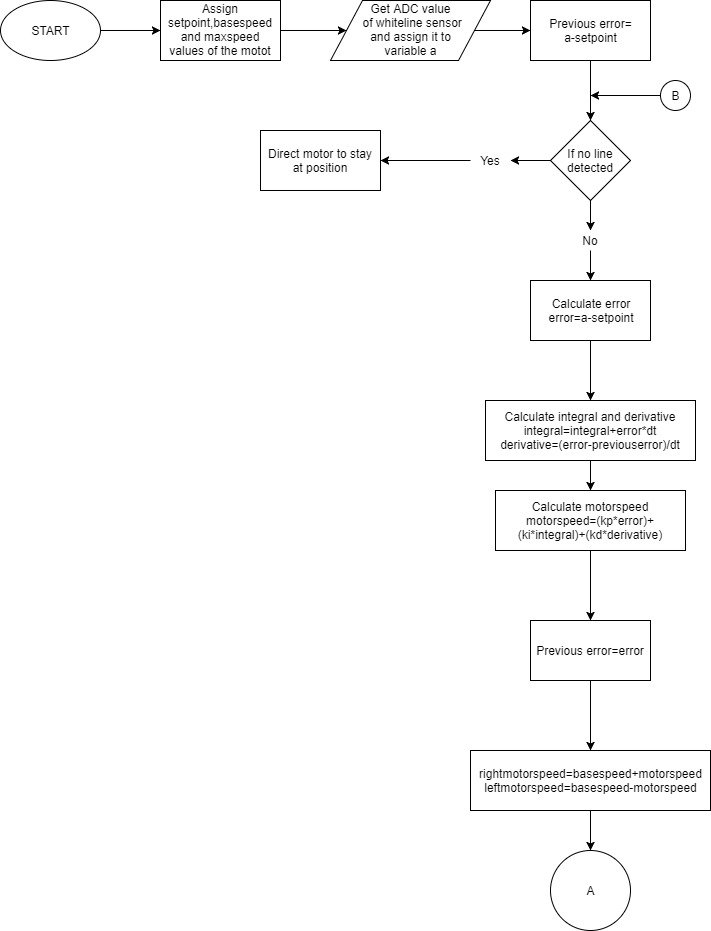 START
Assign
setpoint,basespeed
and maxspeed
values of the motot
Get ADC value
of whiteline sensor
and assign it to
variable a
Previous error=
a-setpoint
B
If no line
detected
Yes
Direct motor to stay
at position
No
Calculate error
error=a-setpoint
Calculate integral and derivative
integral=integral+error*dt
derivative=(error-previouserror)/dt
Calculate motorspeed
motorspeed=(kp*error)+
(ki*integral)+(kd*derivative)
Previous error=error
rightmotorspeed=basespeed+motorspeed
leftmotorspeed=basespeed-motorspeed
A